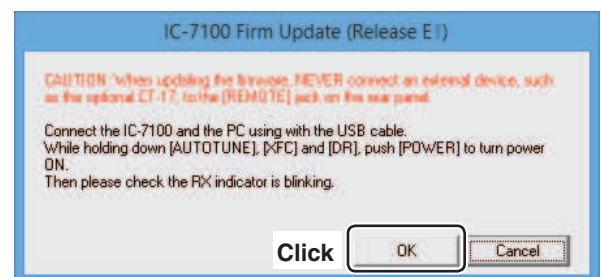 IC-7100 Firm Update (Release E1)
CAUTION: When updating the firmware, NEVER connect an external device, such
as the optional CT-17, to the [REMOTE] jack on the rear panel.
Connect the IC-7100 and the PC using with the USB cable.
While holding down [AUTOTUNE], [XFC] and [DR], push [POWER] to turn power
ON.
Then please check the RX indicator is blinking.
Click
OK
Cancel